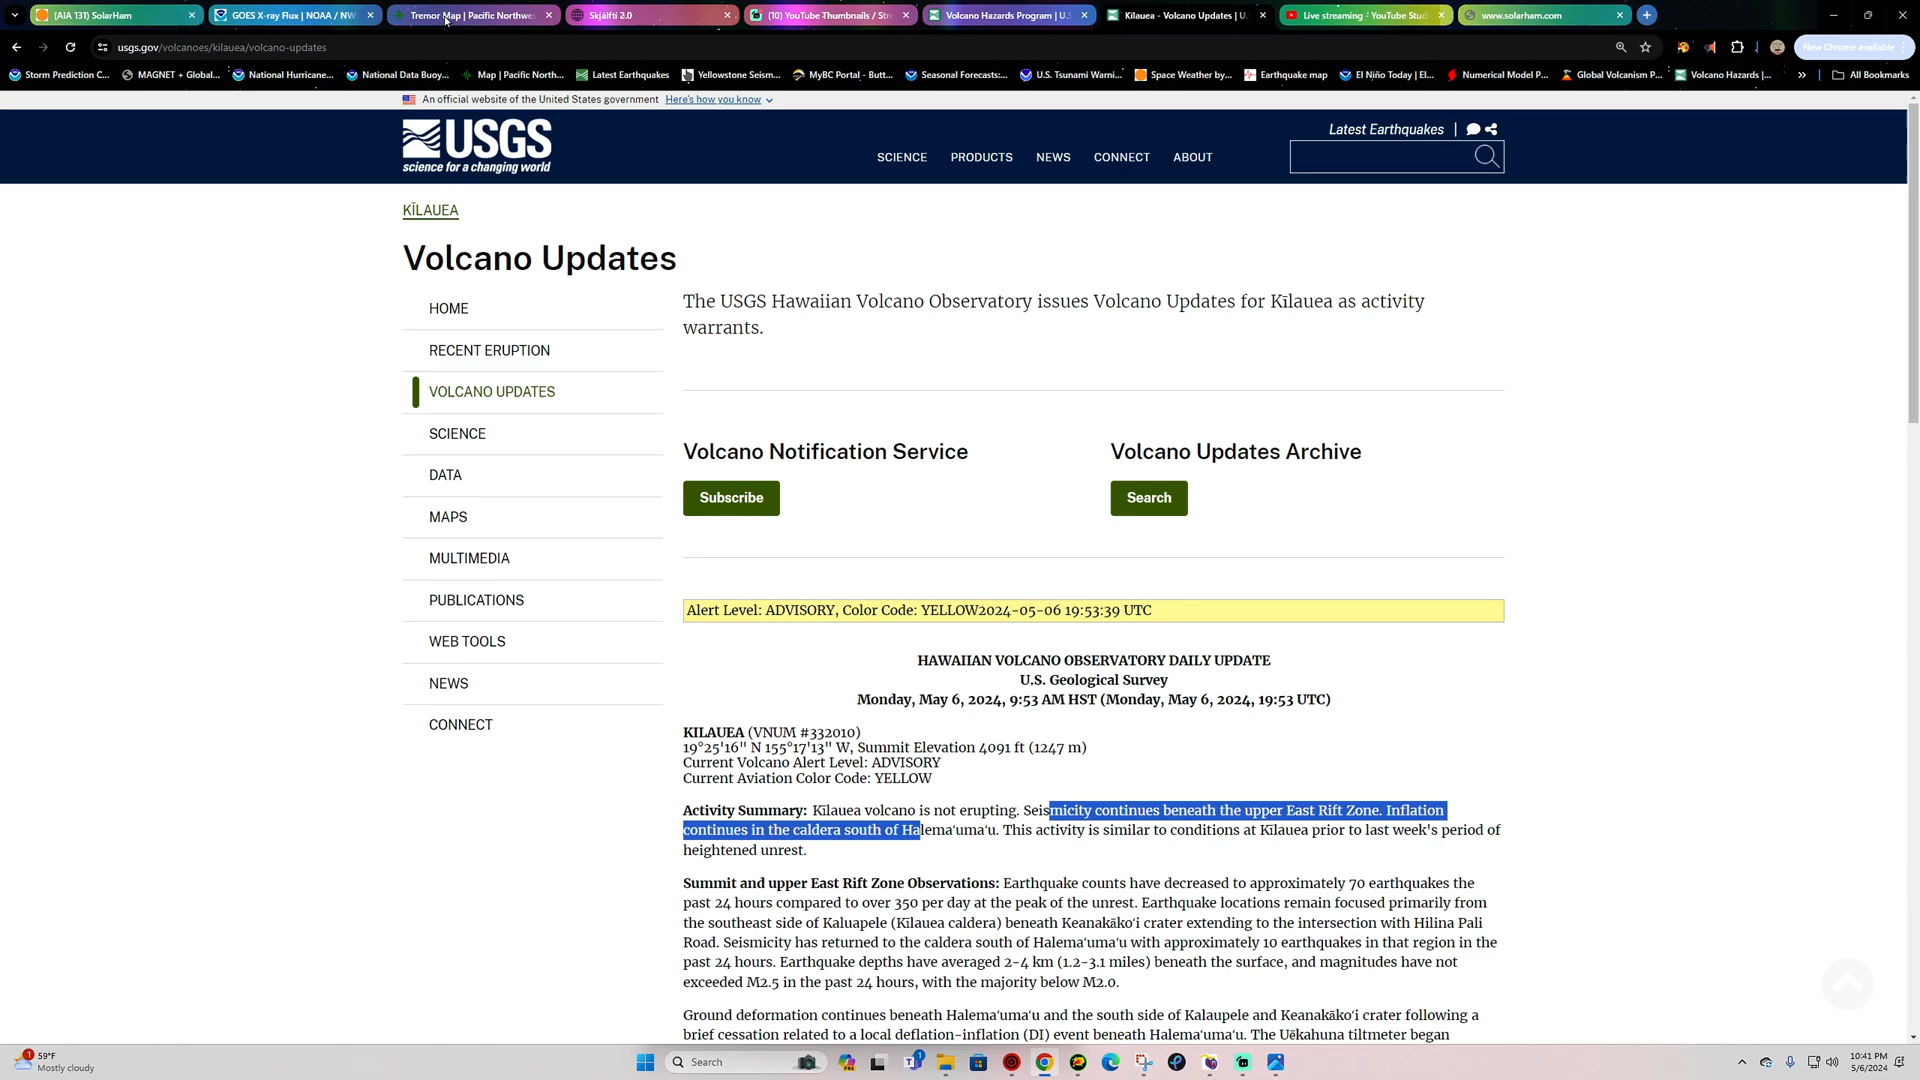 (AIA 131) SolarHam
GOES X-ray Flux | NOAA / NW
Tremor Map | Pacific Northwe
Skjálfti 2.0
(10) YouTube Thumbnails / Str
Volcano Hazards Program | U.S
Kilauea - Volcano Updates | U.
Live streaming - YouTube Stud
www.solarham.com
usgs.gov/volcanoes/kilauea/volcano-updates
New Chrome available
Storm Prediction C...
MAGNET + Global...
National Hurricane...
National Data Buoy...
Map | Pacific North...
Latest Earthquakes
Yellowstone Seism...
MyBC Portal - Butt...
Seasonal Forecasts:...
U.S. Tsunami Warni...
Space Weather by...
Earthquake map
El Niño Today | El...
Numerical Model P...
Global Volcanism P...
Volcano Hazards |...
All Bookmarks
An official website of the United States government Here's how you know
USGS
science for a changing world
Latest Earthquakes |
SCIENCE PRODUCTS NEWS CONNECT ABOUT
KĪLAUEA
Volcano Updates
HOME
RECENT ERUPTION
VOLCANO UPDATES
SCIENCE
DATA
MAPS
MULTIMEDIA
PUBLICATIONS
WEB TOOLS
NEWS
CONNECT
The USGS Hawaiian Volcano Observatory issues Volcano Updates for Kīlauea as activity
warrants.
Volcano Notification Service
Subscribe
Volcano Updates Archive
Search
Alert Level: ADVISORY, Color Code: YELLOW2024-05-06 19:53:39 UTC
HAWAIIAN VOLCANO OBSERVATORY DAILY UPDATE
U.S. Geological Survey
Monday, May 6, 2024, 9:53 AM HST (Monday, May 6, 2024, 19:53 UTC)
KILAUEA (VNUM #332010)
19°25'16" N 155°17'13" W, Summit Elevation 4091 ft (1247 m)
Current Volcano Alert Level: ADVISORY
Current Aviation Color Code: YELLOW
Activity Summary: Kīlauea volcano is not erupting. Seismicity continues beneath the upper East Rift Zone. Inflation
continues in the caldera south of Halemaʻumaʻu. This activity is similar to conditions at Kīlauea prior to last week's period of
heightened unrest.
Summit and upper East Rift Zone Observations: Earthquake counts have decreased to approximately 70 earthquakes the
past 24 hours compared to over 350 per day at the peak of the unrest. Earthquake locations remain focused primarily from
the southeast side of Kaluapele (Kīlauea caldera) beneath Keanakākoʻi crater extending to the intersection with Hilina Pali
Road. Seismicity has returned to the caldera south of Halemaʻumaʻu with approximately 10 earthquakes in that region in the
past 24 hours. Earthquake depths have averaged 2-4 km (1.2-3.1 miles) beneath the surface, and magnitudes have not
exceeded M2.5 in the past 24 hours, with the majority below M2.0.
Ground deformation continues beneath Halemaʻumaʻu and the south side of Kalaupele and Keanakākoʻi crater following a
brief cessation related to a local deflation-inflation (DI) event beneath Halemaʻumaʻu. The Uēkahuna tiltmeter began
1
59°F
Mostly cloudy
Search
PRE
1
10:41 PM
5/6/2024